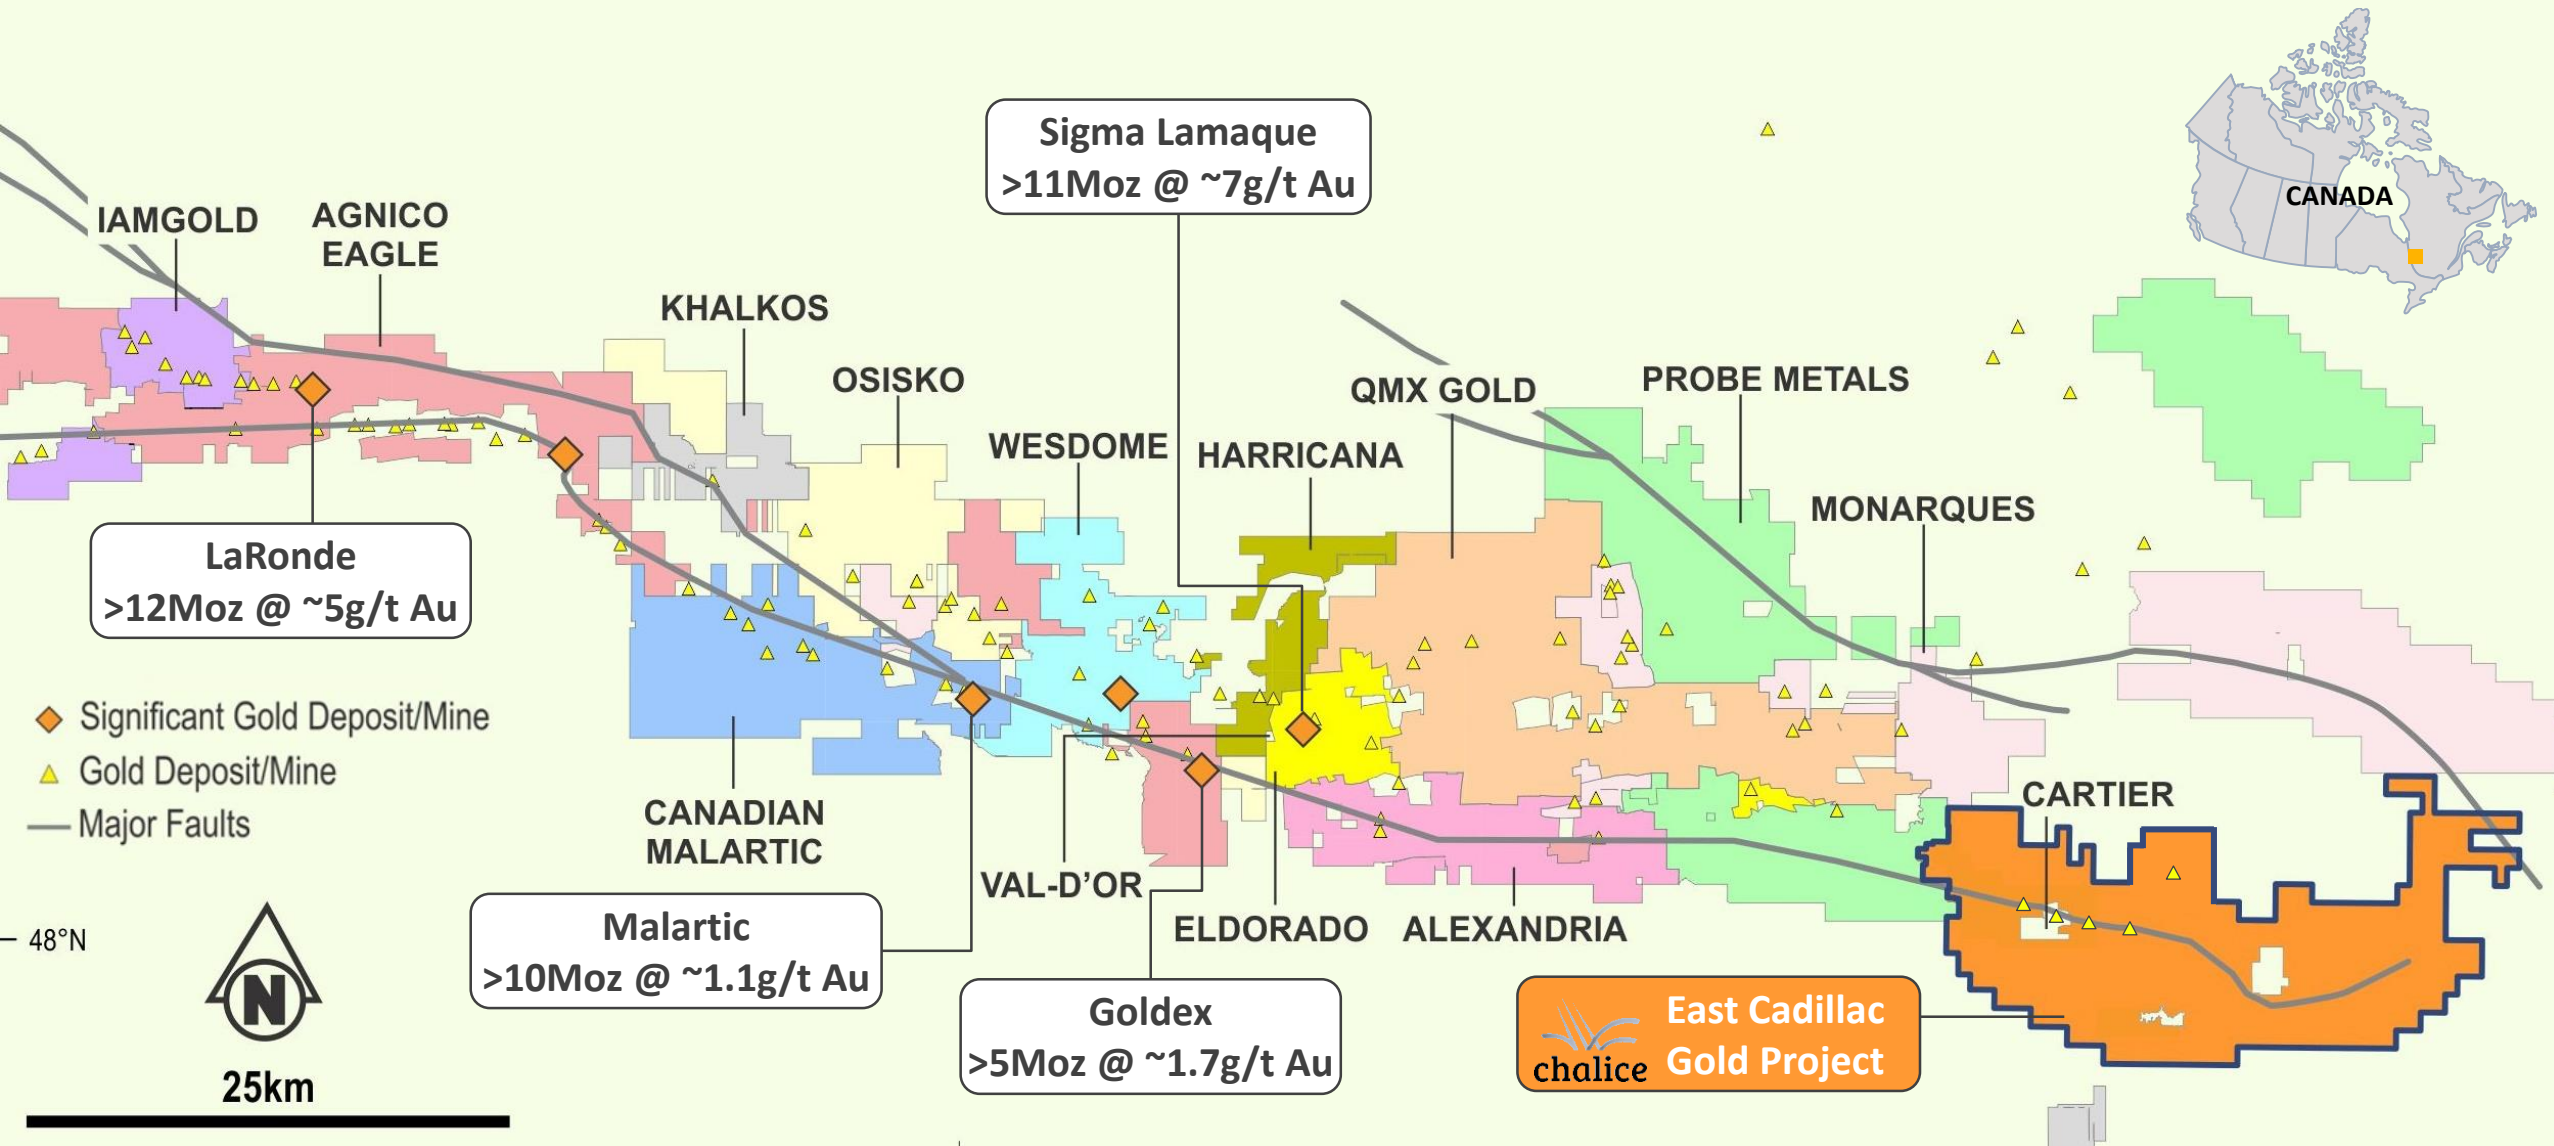 CANADA
Sigma Lamaque
>11Moz @ ~7g/t Au
IAMGOLD
AGNICO
EAGLE
KHALKOS
OSISKO
WESDOME
HARRICANA
QMX GOLD
PROBE METALS
MONARQUES
LaRonde
>12Moz @ ~5g/t Au
Significant Gold Deposit/Mine
Gold Deposit/Mine
Major Faults
CANADIAN
MALARTIC
VAL-D'OR
ELDORADO
ALEXANDRIA
CARTIER
48°N
N
25km
Malartic
>10Moz @ ~1.1g/t Au
Goldex
>5Moz @ ~1.7g/t Au
chalice
East Cadillac
Gold Project